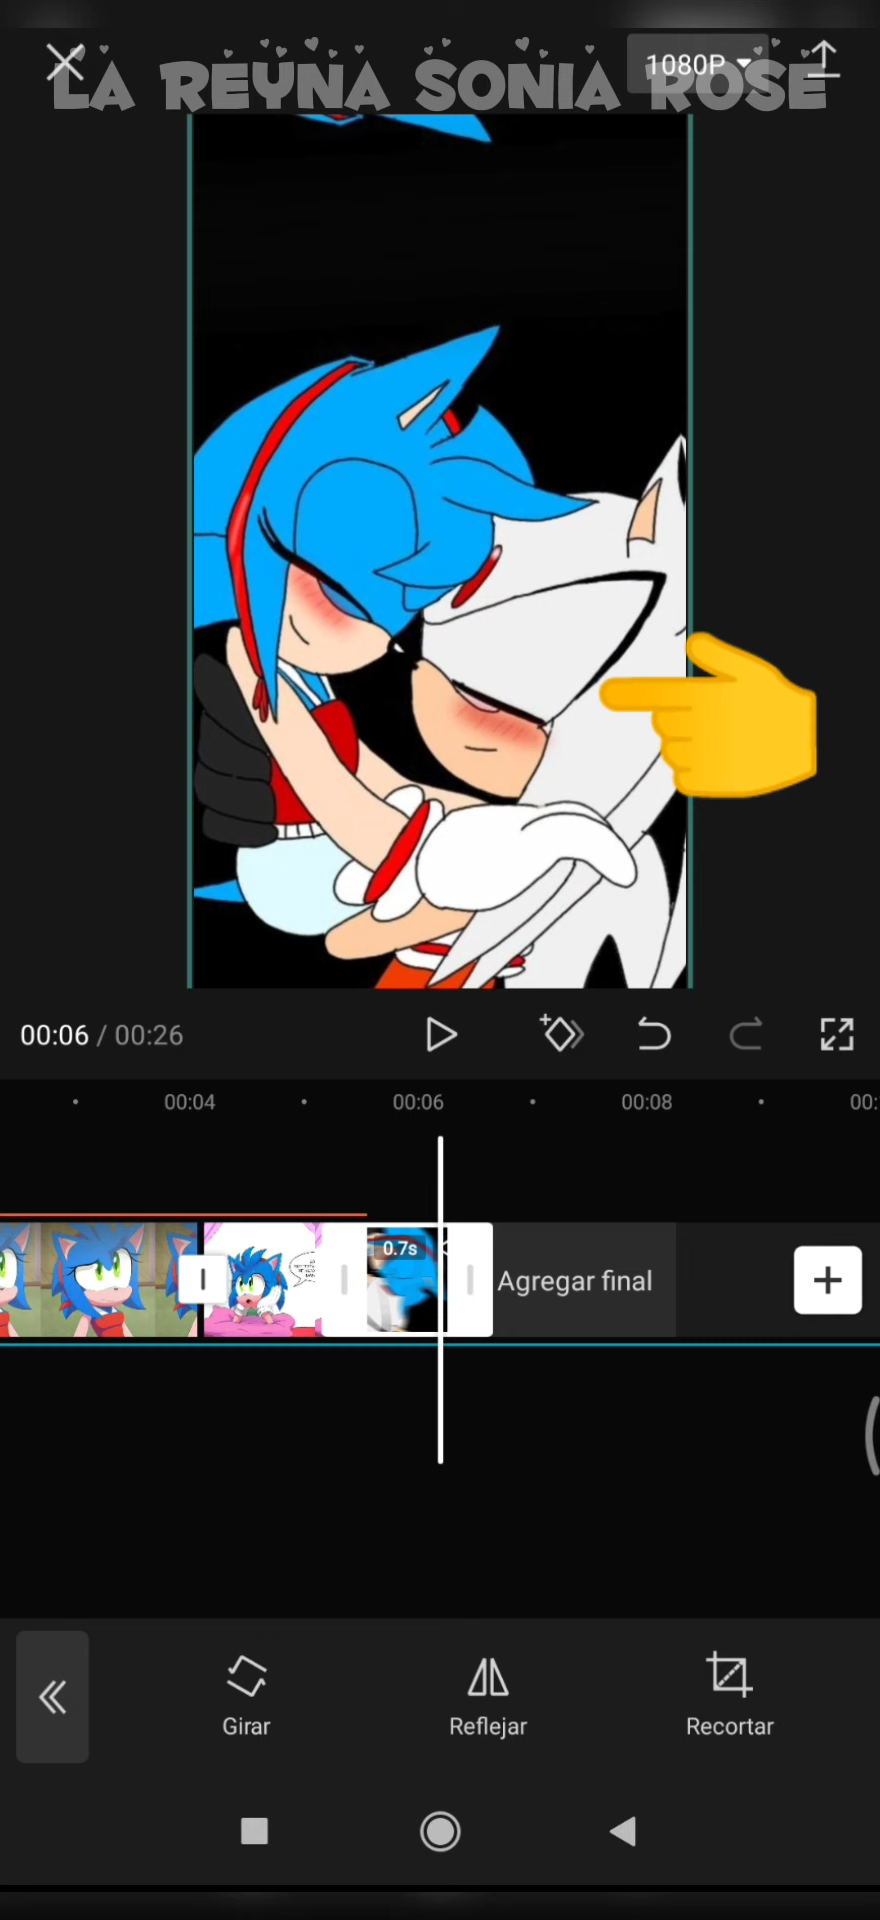 LA REYNA SONIA ROSE
1080P
00:06 / 00:26
00:04 00:06 00:08 00:
0.7s
Agregar final
Girar Reflejar Recortar